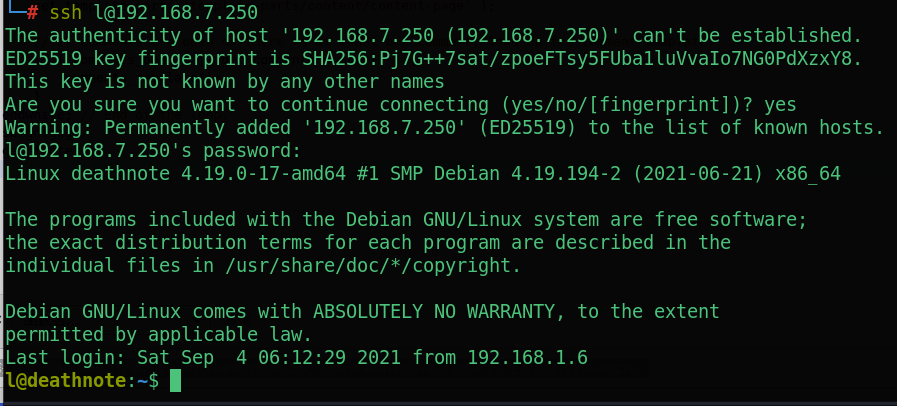 └─# ssh l@192.168.7.250
The authenticity of host '192.168.7.250 (192.168.7.250)' can't be established.
ED25519 key fingerprint is SHA256:Pj7G++7sat/zpoeFTsy5FUba1luVvaIo7NG0PdXzxY8.
This key is not known by any other names
Are you sure you want to continue connecting (yes/no/[fingerprint])? yes
Warning: Permanently added '192.168.7.250' (ED25519) to the list of known hosts.
l@192.168.7.250's password:
Linux deathnote 4.19.0-17-amd64 #1 SMP Debian 4.19.194-2 (2021-06-21) x86_64

The programs included with the Debian GNU/Linux system are free software;
the exact distribution terms for each program are described in the
individual files in /usr/share/doc/*/copyright.

Debian GNU/Linux comes with ABSOLUTELY NO WARRANTY, to the extent
permitted by applicable law.
Last login: Sat Sep  4 06:12:29 2021 from 192.168.1.6
l@deathnote:~$